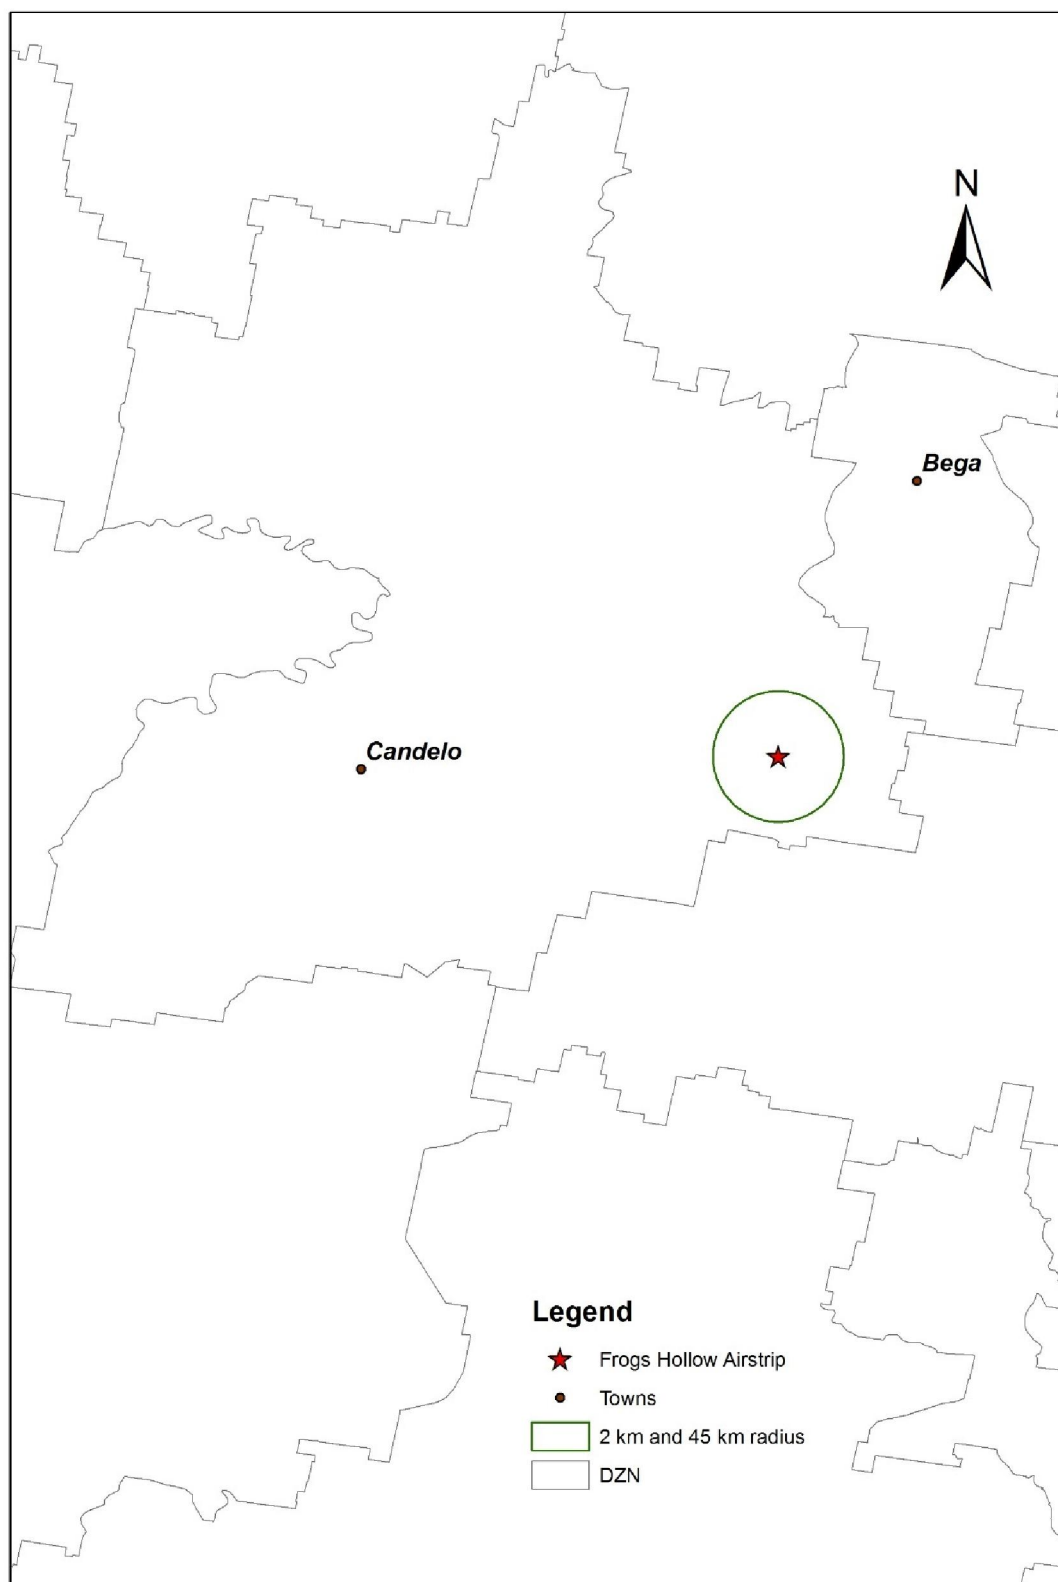 N
Bega
Candelo
Legend
Frogs Hollow Airstrip
Towns
2 km and 45 km radius
DZN